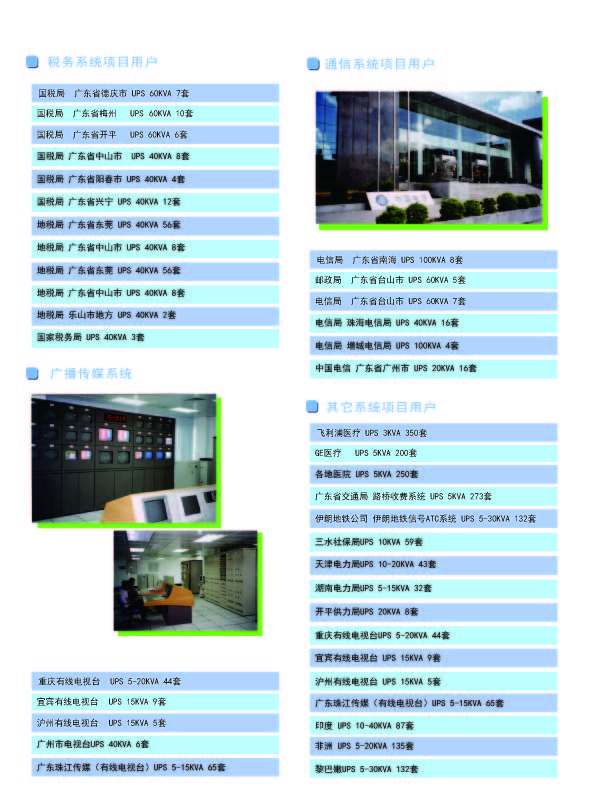 税务系统项目用户
国税局 广东省德庆市 UPS 60KVA 7套
国税局 广东省梅州 UPS 60KVA 10套
国税局 广东省开平 UPS 60KVA 6套
国税局 广东省中山市 UPS 40KVA 8套
国税局 广东省阳春市 UPS 40KVA 4套
国税局 广东省兴宁 UPS 40KVA 12套
地税局 广东省东莞 UPS 40KVA 56套
地税局 广东省中山市 UPS 40KVA 8套
地税局 广东省东莞 UPS 40KVA 56套
地税局 广东省中山市 UPS 40KVA 8套
地税局 乐山市地方 UPS 40KVA 2套
国家税务局 UPS 40KVA 3套
广播传媒系统
重庆有线电视台 UPS 5-20KVA 44套
宜宾有线电视台 UPS 15KVA 9套
沪州有线电视台 UPS 15KVA 5套
广州市电视台UPS 40KVA 6套
广东珠江传媒（有线电视台）UPS 5-15KVA 65套
通信系统项目用户
电信局 广东省南海 UPS 100KVA 8套
邮政局 广东省台山市 UPS 60KVA 5套
电信局 广东省台山市 UPS 60KVA 7套
电信局 珠海电信局 UPS 40KVA 16套
电信局 增城电信局 UPS 100KVA 4套
中国电信 广东省广州市 UPS 20KVA 16套
其它系统项目用户
飞利浦医疗 UPS 3KVA 350套
GE医疗 UPS 5KVA 200套
各地医院 UPS 5KVA 250套
广东省交通局 路桥收费系统 UPS 5KVA 273套
伊朗地铁公司 伊朗地铁信号ATC系统 UPS 5-30KVA 132套
三水社保局UPS 10KVA 59套
天津电力局UPS 10-20KVA 43套
湖南电力局UPS 5-15KVA 32套
开平供力局UPS 20KVA 8套
重庆有线电视台UPS 5-20KVA 44套
宜宾有线电视台 UPS 15KVA 9套
沪州有线电视台 UPS 15KVA 5套
广东珠江传媒（有线电视台）UPS 5-15KVA 65套
印度 UPS 10-40KVA 87套
非洲 UPS 5-20KVA 135套
黎巴嫩UPS 5-30KVA 132套